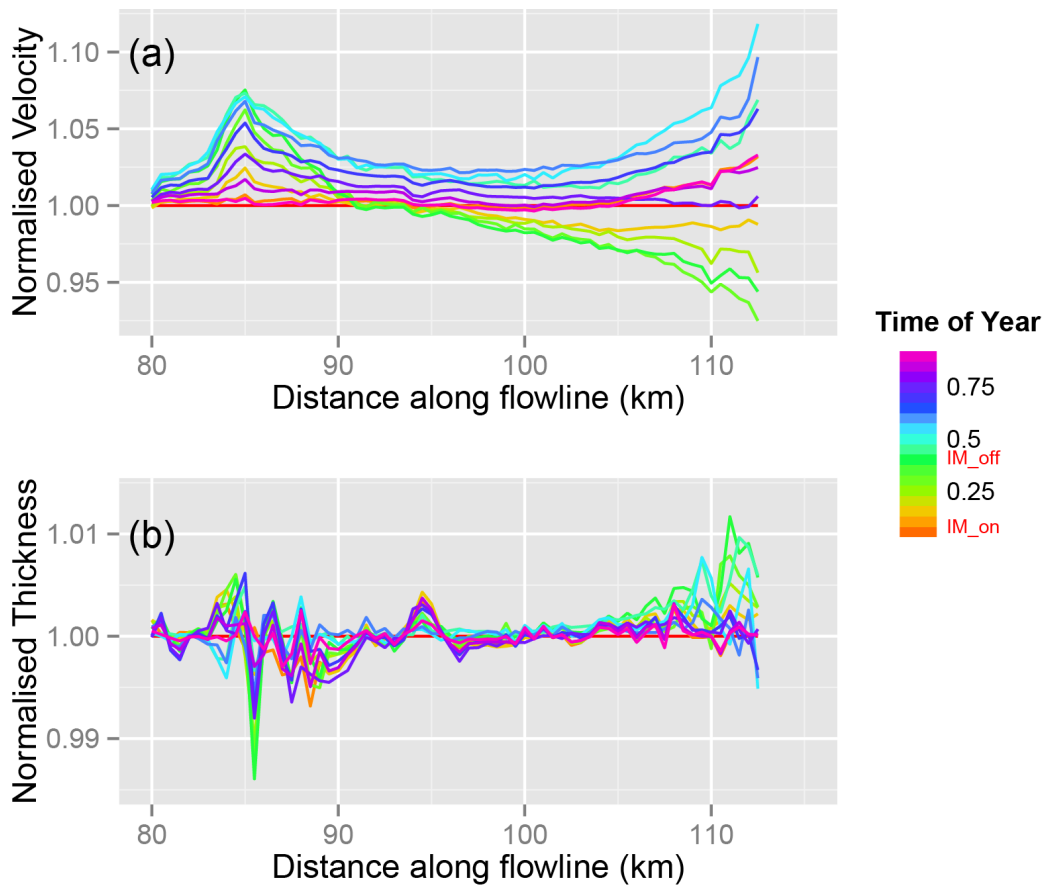 (a)
Normalised Velocity
1.10
1.05
1.00
0.95
80 90 100 110
Distance along flowline (km)
Time of Year
0.75
0.5
IM_off
0.25
IM_on
(b)
Normalised Thickness
1.01
1.00
0.99
80 90 100 110
Distance along flowline (km)